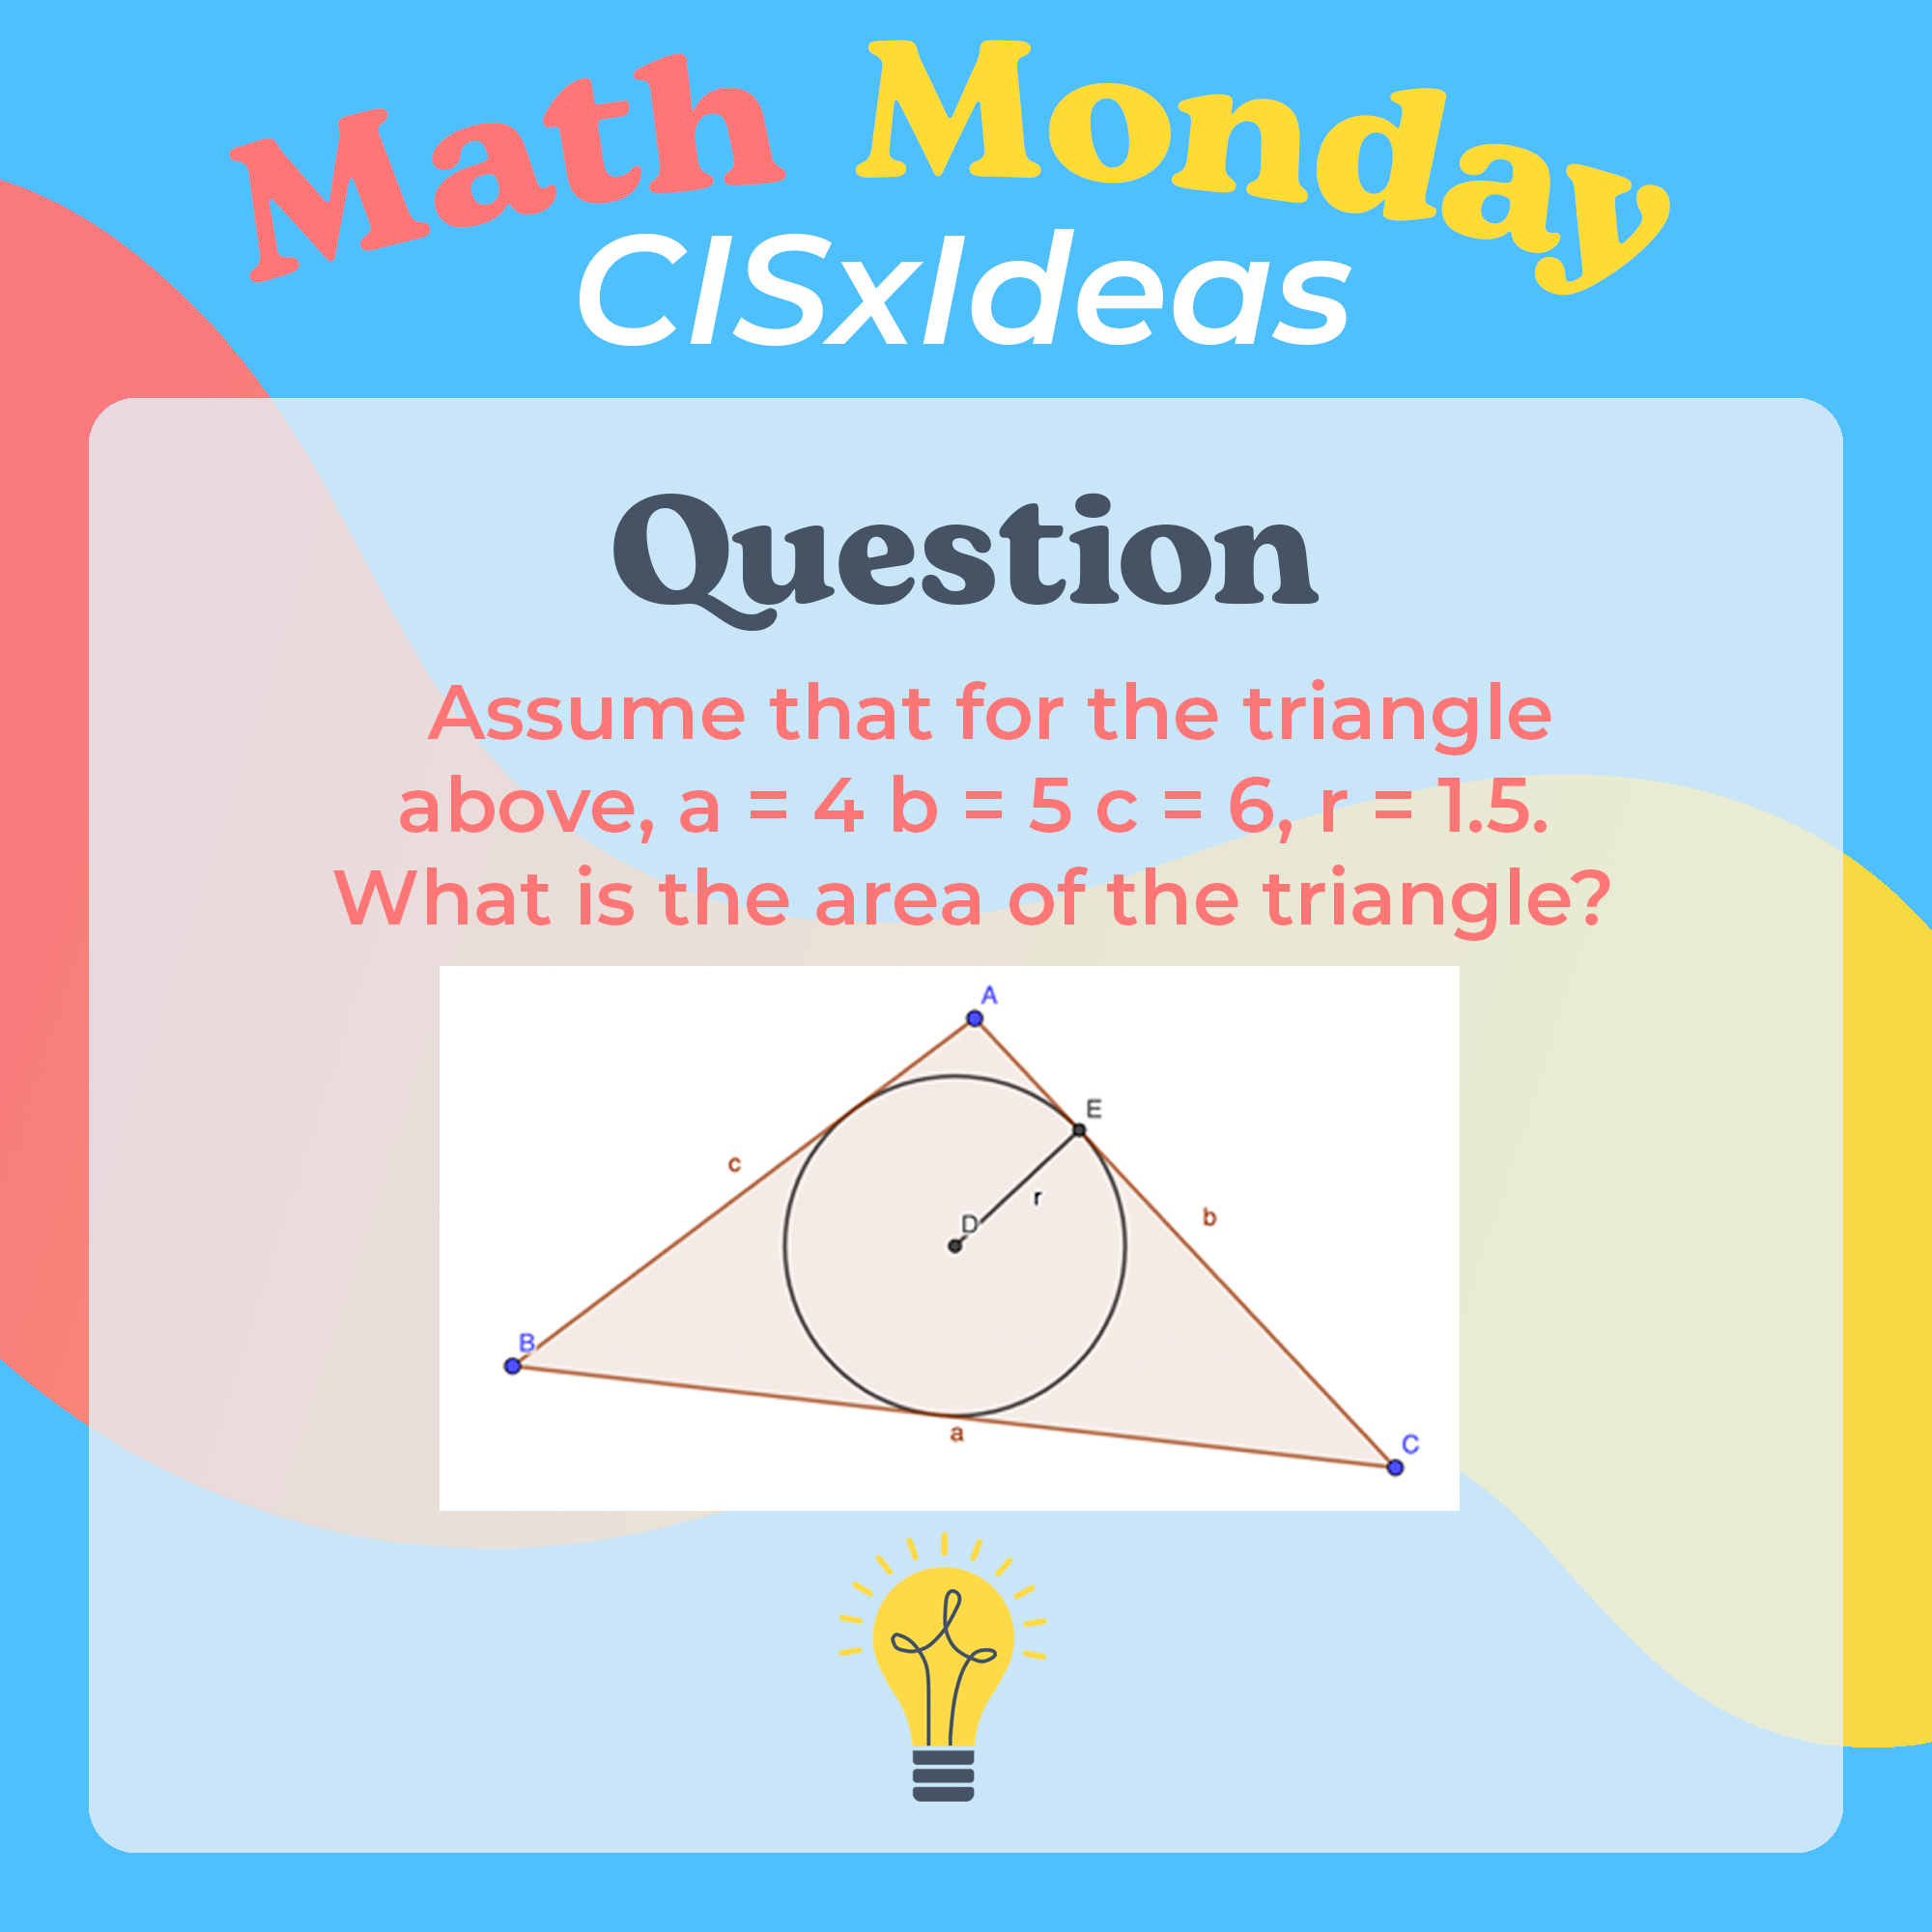 Math Monday
CISxIdeas
Question
Assume that for the triangle
above, a = 4 b = 5 c = 6, r = 1.5.
What is the area of the triangle?
A
E
c
r
b
D
B
a
C